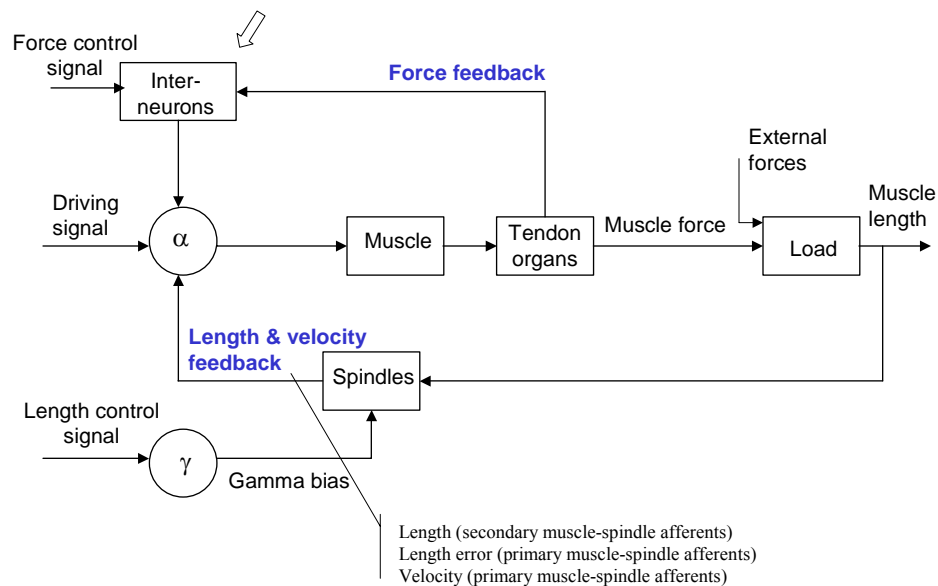 Force control
signal
Inter-
neurons
Force feedback
External
forces
Driving
signal
α
Muscle
Tendon
organs
Muscle force
Load
Muscle
length
Length & velocity
feedback
Spindles
Length control
signal
γ
Gamma bias
Length (secondary muscle-spindle afferents)
Length error (primary muscle-spindle afferents)
Velocity (primary muscle-spindle afferents)